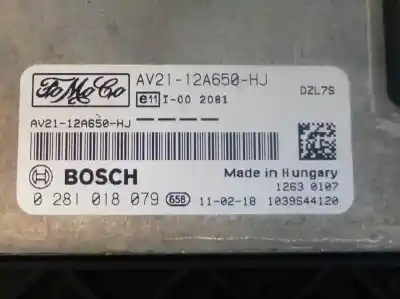 FoMoCo
AV21-12A650-HJ
DZL7S
e11 I-00 2081
AV21-12A650-HJ
BOSCH
Made in Hungary
1263 0107
0 281 018 079 658 11-02-18 1039S44120